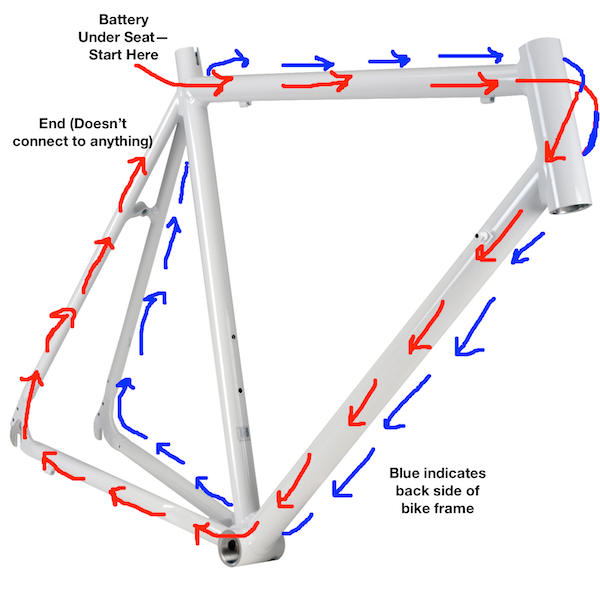 Battery
Under Seat—
Start Here
End (Doesn't
connect to anything)
Blue indicates
back side of
bike frame